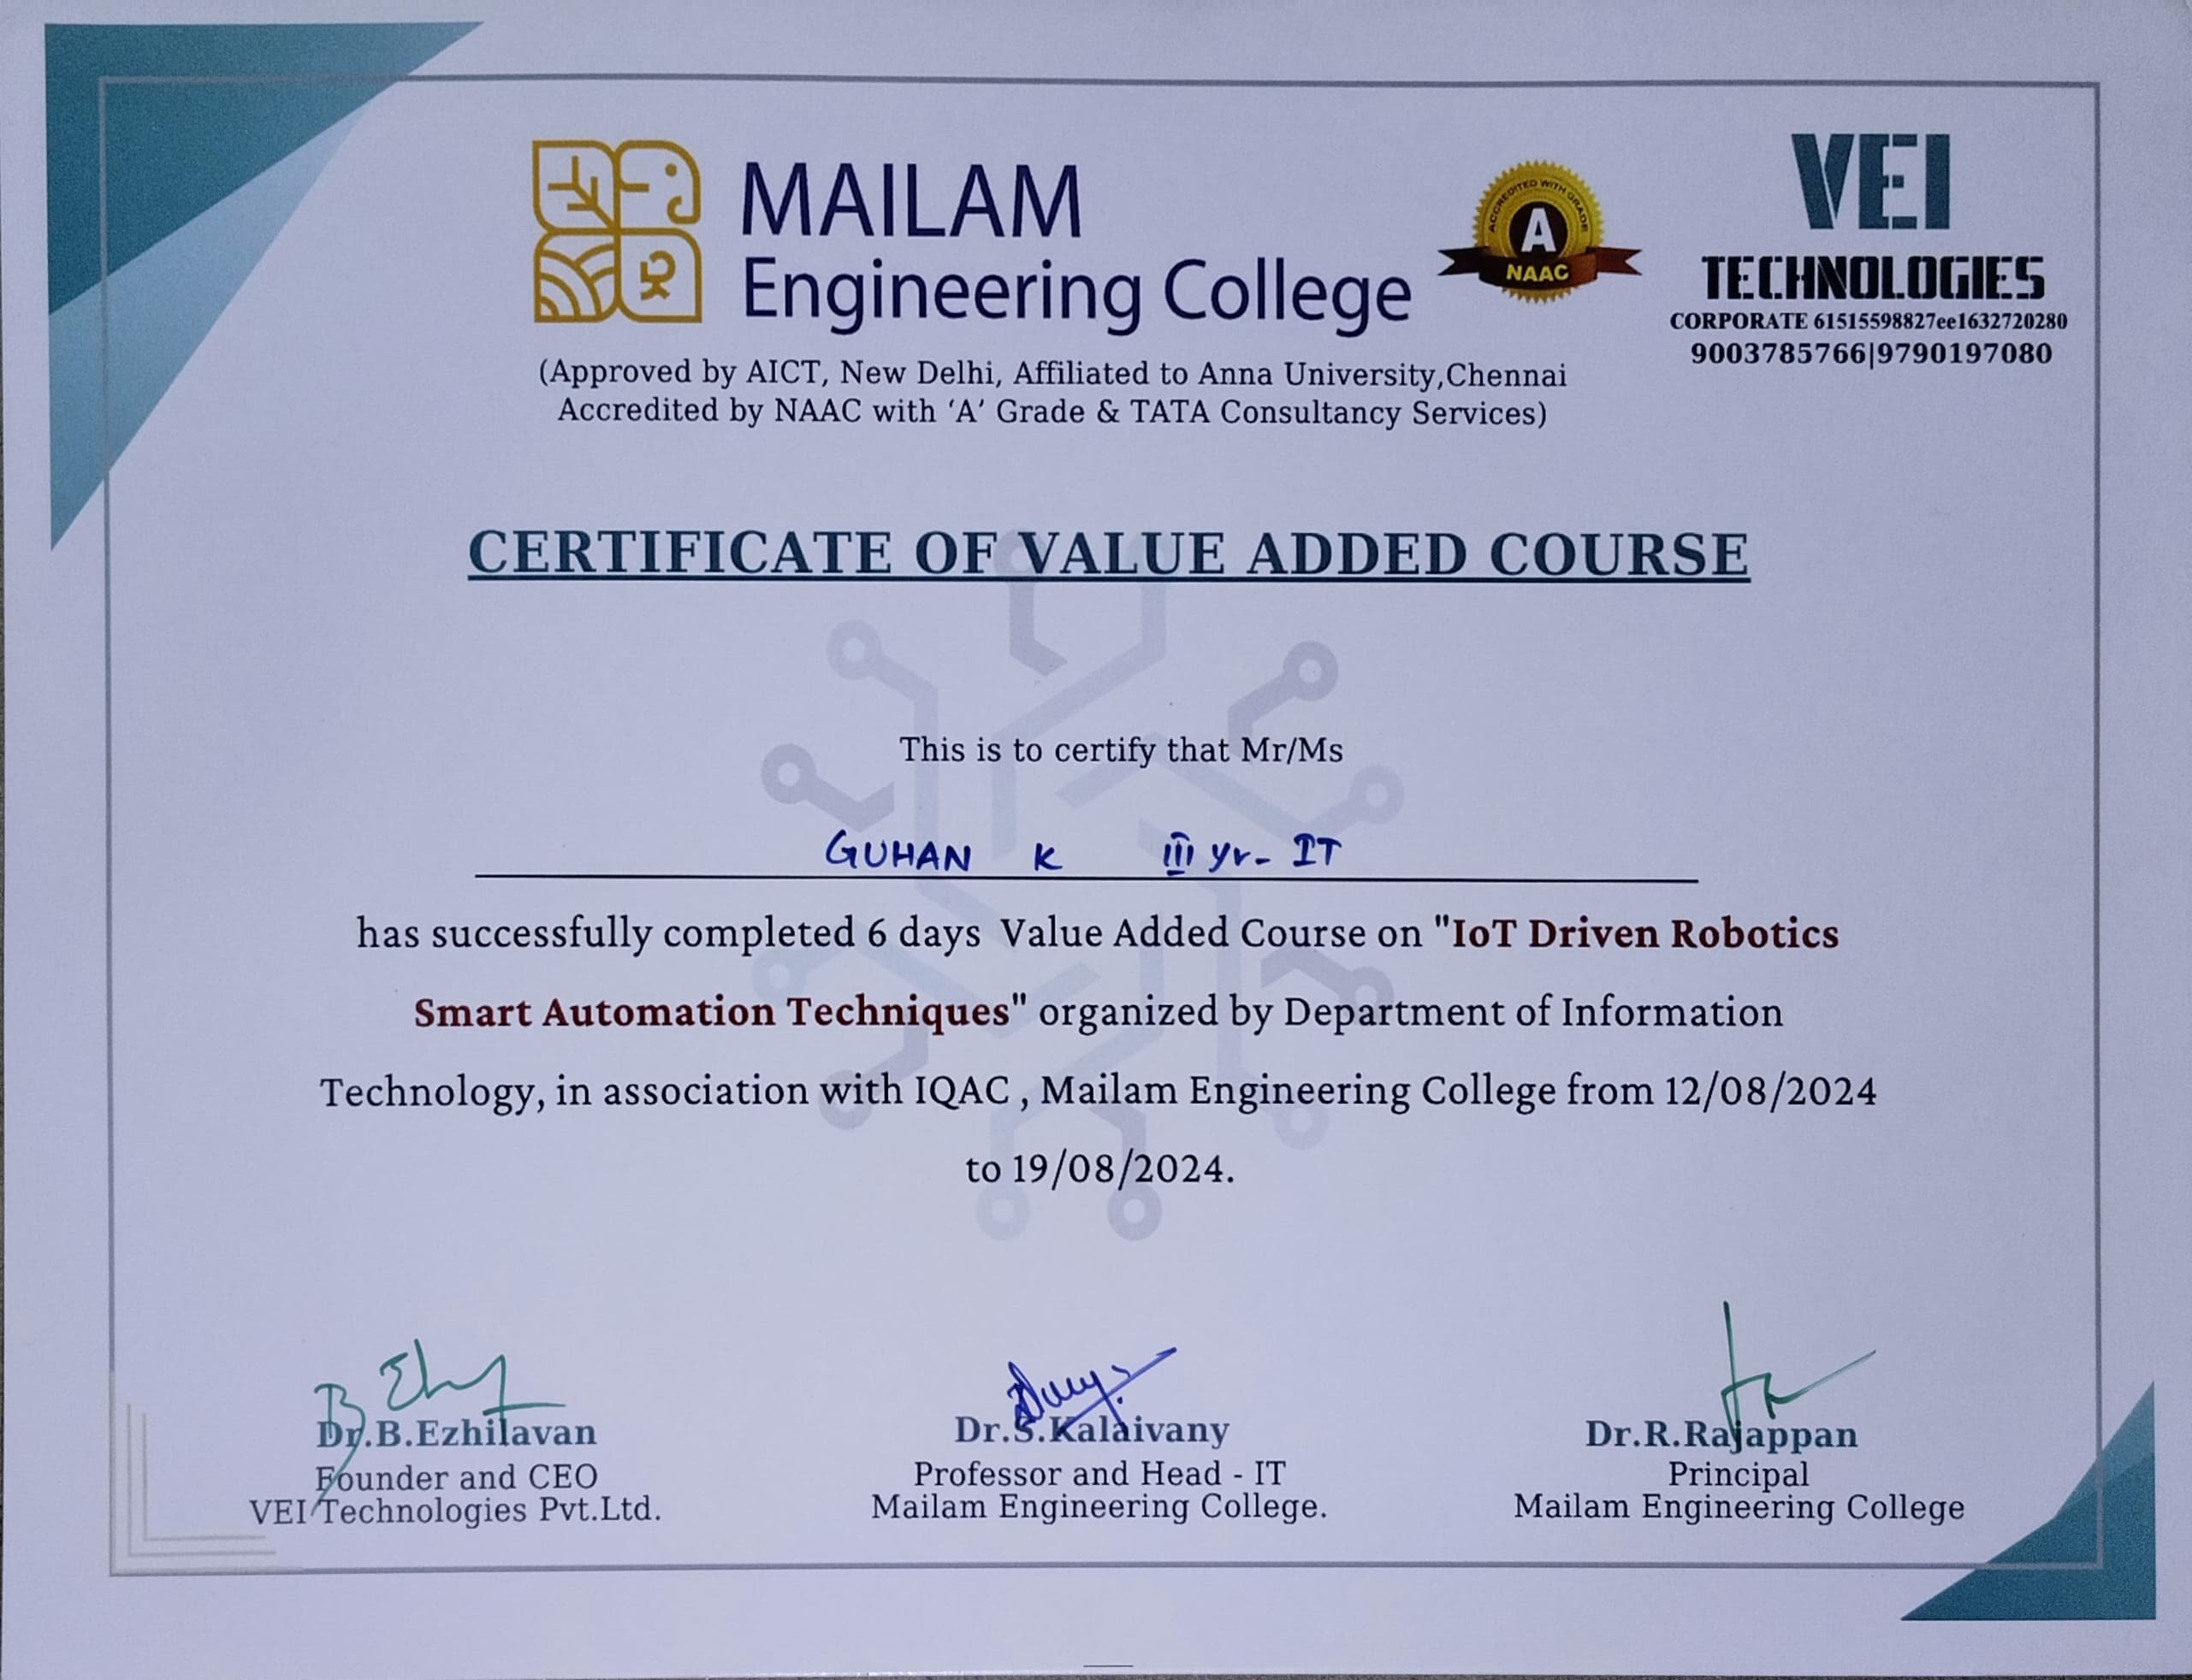 MAILAM
Engineering College
ACCREDITED WITH GRADE
A
NAAC
VEI
TECHNOLOGIES
CORPORATE 61515598827ee1632720280
9003785766|9790197080
(Approved by AICT, New Delhi, Affiliated to Anna University,Chennai
Accredited by NAAC with ‘A’ Grade & TATA Consultancy Services)
CERTIFICATE OF VALUE ADDED COURSE
This is to certify that Mr/Ms
GUHAN K III yr- IT
has successfully completed 6 days Value Added Course on "IoT Driven Robotics
Smart Automation Techniques" organized by Department of Information
Technology, in association with IQAC , Mailam Engineering College from 12/08/2024
to 19/08/2024.
Dr.B.Ezhilavan
Founder and CEO
VEI Technologies Pvt.Ltd.
Dr.S.Kalaivany
Professor and Head - IT
Mailam Engineering College.
Dr.R.Rajappan
Principal
Mailam Engineering College